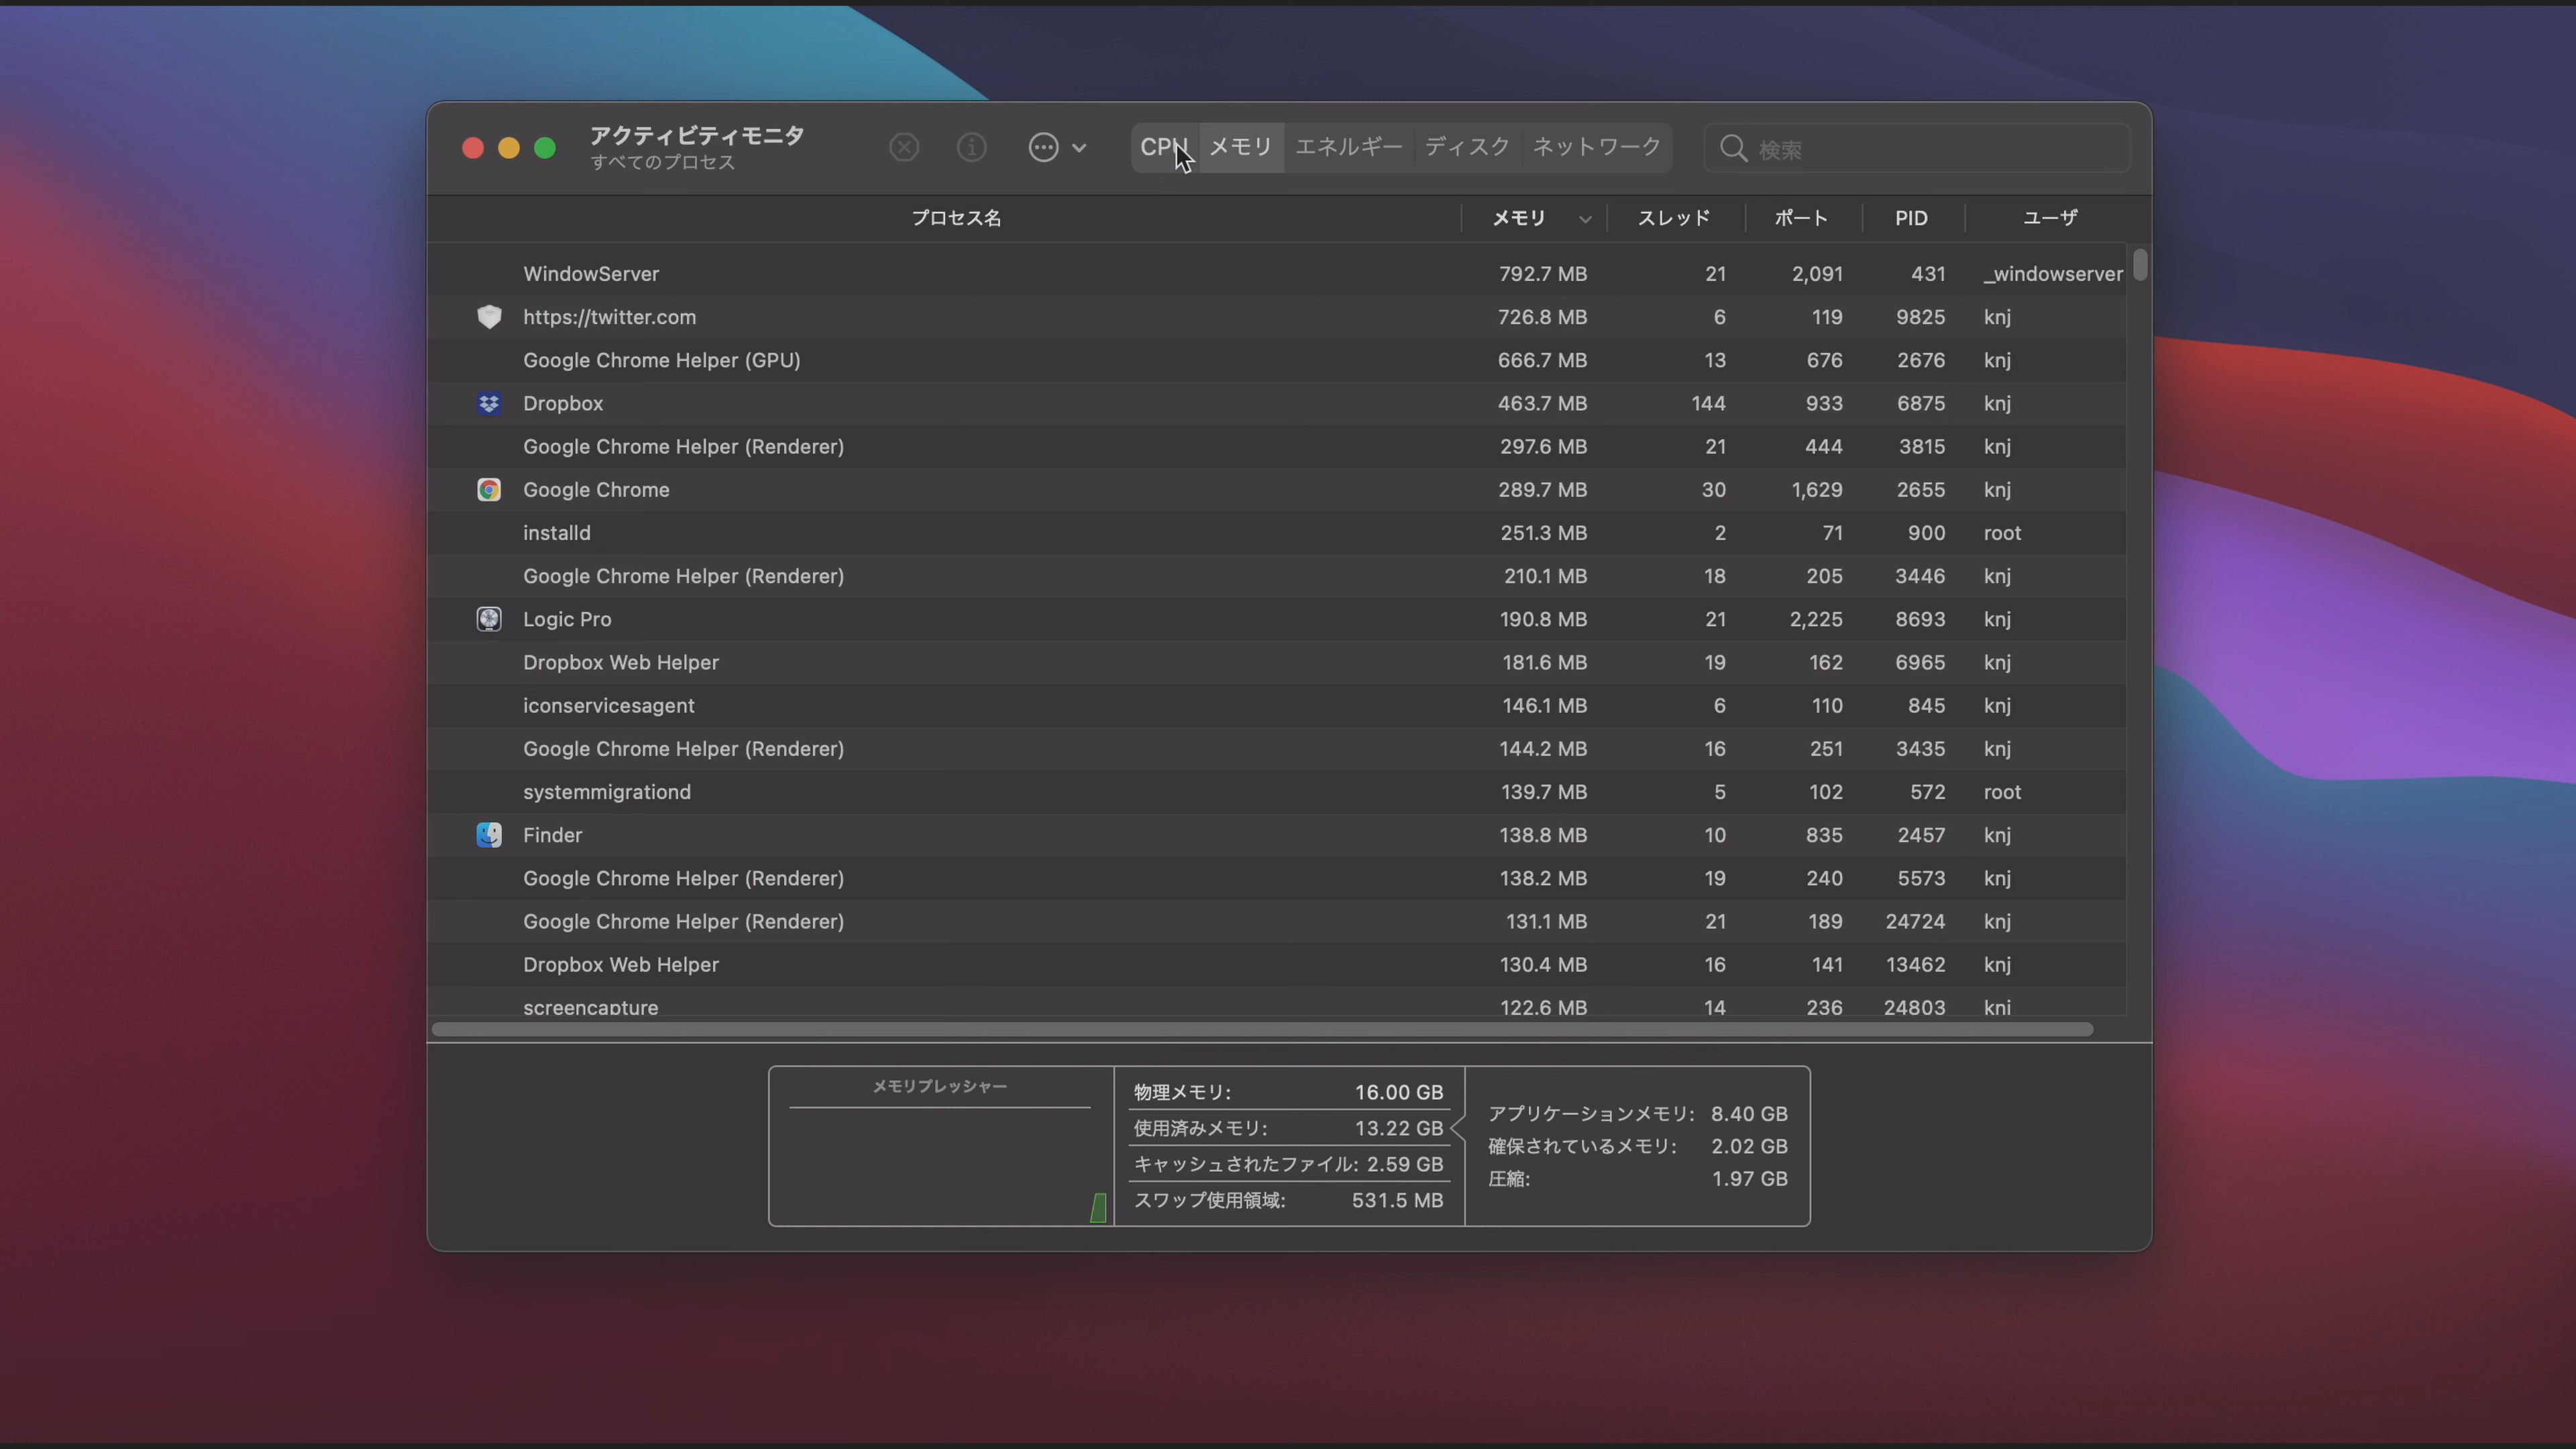 アクティビティモニタ
すべてのプロセス
CPU メモリ エネルギー ディスク ネットワーク 検索
プロセス名 メモリ スレッド ポート PID ユーザ
WindowServer 792.7 MB 21 2,091 431 _windowserver
https://twitter.com 726.8 MB 6 119 9825 knj
Google Chrome Helper (GPU) 666.7 MB 13 676 2676 knj
Dropbox 463.7 MB 144 933 6875 knj
Google Chrome Helper (Renderer) 297.6 MB 21 444 3815 knj
Google Chrome 289.7 MB 30 1,629 2655 knj
installd 251.3 MB 2 71 900 root
Google Chrome Helper (Renderer) 210.1 MB 18 205 3446 knj
Logic Pro 190.8 MB 21 2,225 8693 knj
Dropbox Web Helper 181.6 MB 19 162 6965 knj
iconservicesagent 146.1 MB 6 110 845 knj
Google Chrome Helper (Renderer) 144.2 MB 16 251 3435 knj
systemmigrationd 139.7 MB 5 102 572 root
Finder 138.8 MB 10 835 2457 knj
Google Chrome Helper (Renderer) 138.2 MB 19 240 5573 knj
Google Chrome Helper (Renderer) 131.1 MB 21 189 24724 knj
Dropbox Web Helper 130.4 MB 16 141 13462 knj
screencapture 122.6 MB 14 236 24803 knj
メモリプレッシャー
物理メモリ: 16.00 GB
使用済みメモリ: 13.22 GB
キャッシュされたファイル: 2.59 GB
スワップ使用領域: 531.5 MB
アプリケーションメモリ: 8.40 GB
確保されているメモリ: 2.02 GB
圧縮: 1.97 GB